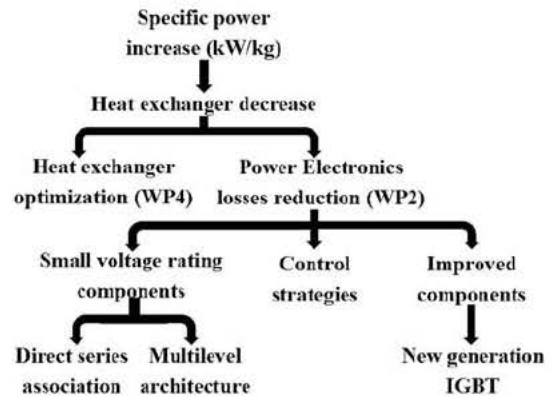 Specific power
increase (kW/kg)
Heat exchanger decrease
Heat exchanger
optimization (WP4)
Power Electronics
losses reduction (WP2)
Small voltage rating
components
Control
strategies
Improved
components
Direct series
association
Multilevel
architecture
New generation
IGBT